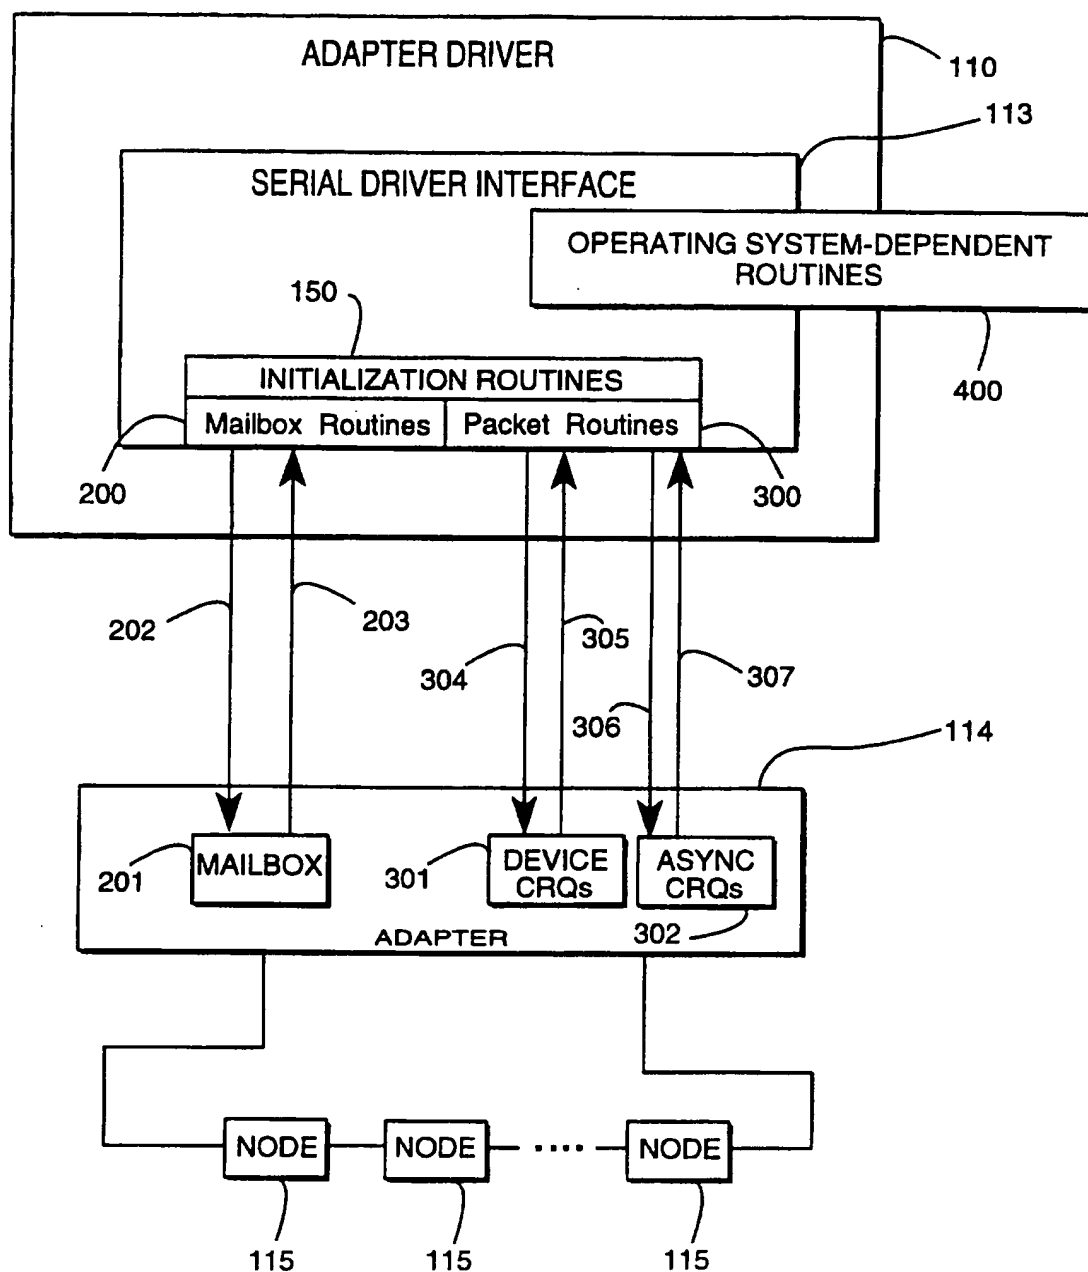 ADAPTER DRIVER
110
113
SERIAL DRIVER INTERFACE
OPERATING SYSTEM-DEPENDENT
ROUTINES
150
400
INITIALIZATION ROUTINES
Mailbox Routines
Packet Routines
200
300
202
203
304
305
306
307
114
201
MAILBOX
301
DEVICE
CRQs
ASYNC
CRQs
302
ADAPTER
NODE
NODE
....
NODE
115
115
115